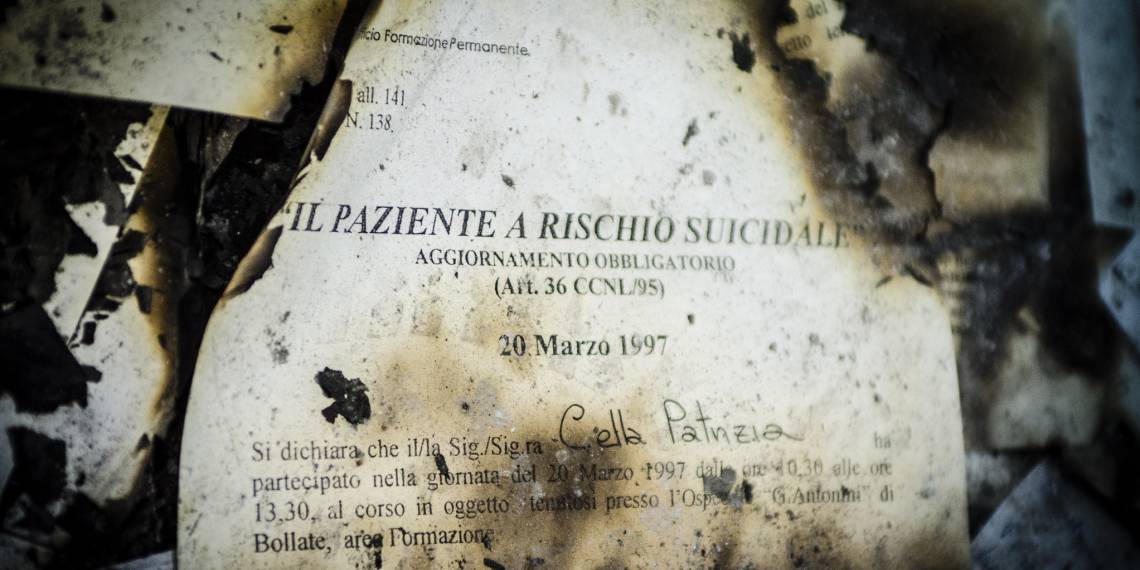 cio Formazione Permanente.
all. 141
N. 138
"IL PAZIENTE A RISCHIO SUICIDALE"
AGGIORNAMENTO OBBLIGATORIO
(Art. 36 CCNL/95)
20 Marzo 1997
Si dichiara che il/la Sig./Sig.ra Cella Patrizia ha
partecipato nella giornata del 20 Marzo 1997 dalle ore 10,30 alle ore
13,30, al corso in oggetto tenutosi presso l'Osp "G.Antonini" di
Bollate, area Formazione
del